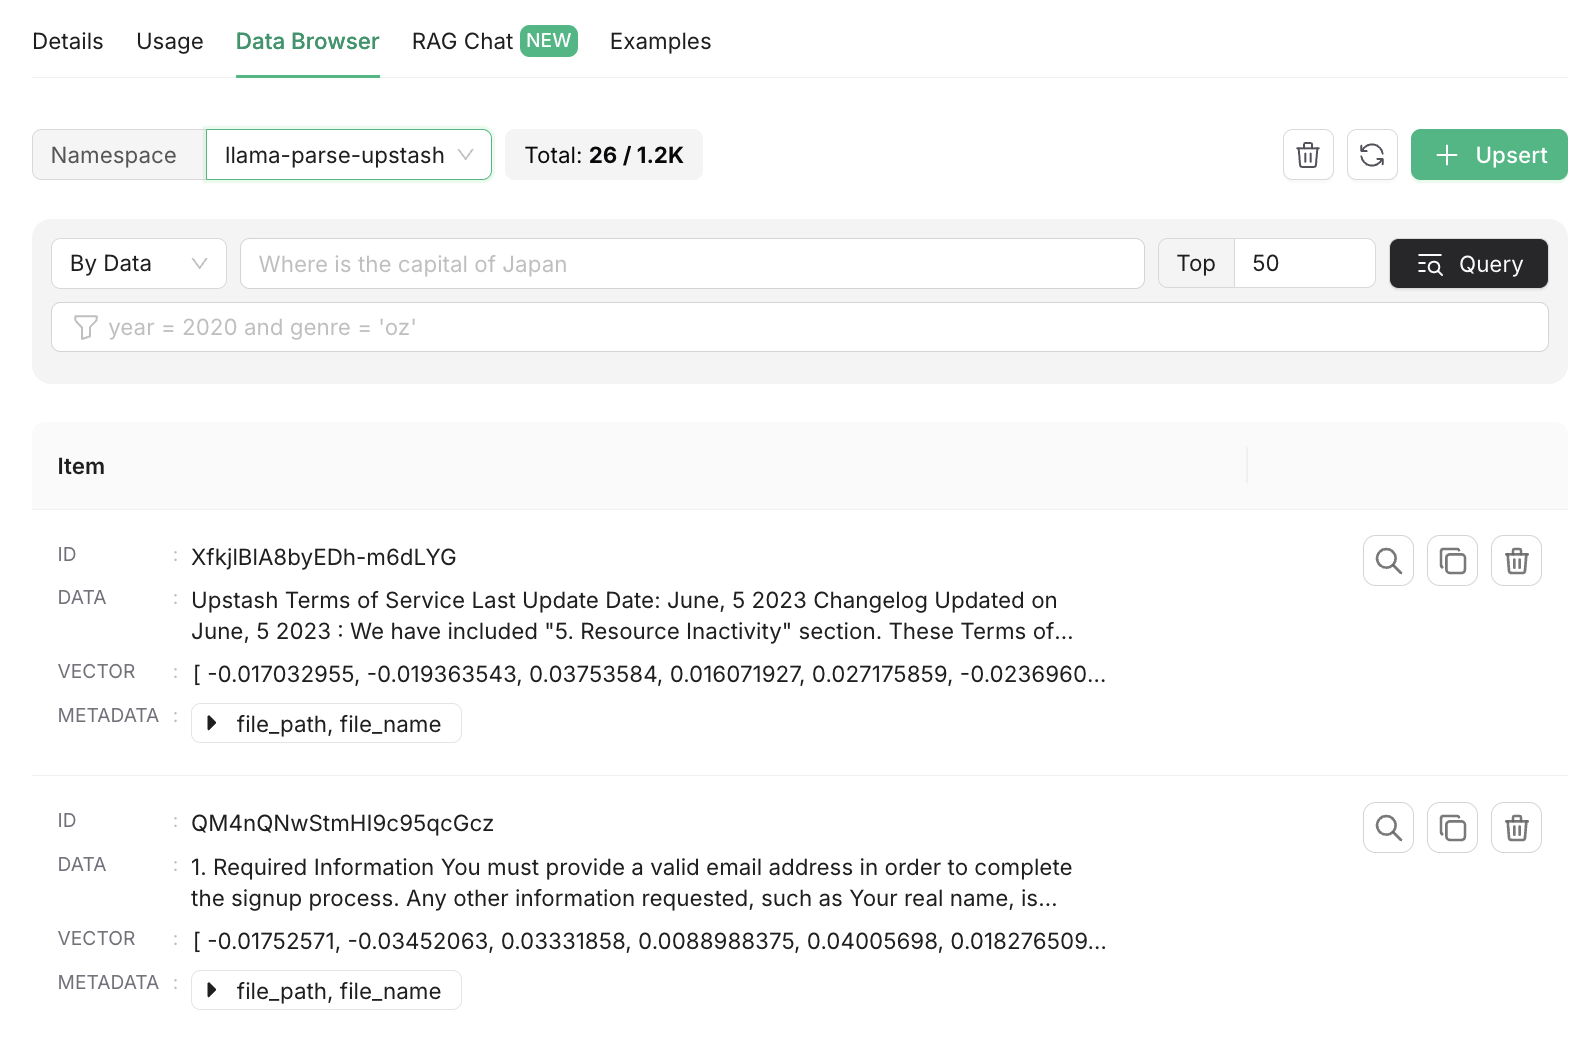 Details Usage Data Browser RAG Chat NEW Examples
Namespace llama-parse-upstash Total: 26 / 1.2K Upsert
By Data Where is the capital of Japan Top 50 Query
year = 2020 and genre = 'oz'
Item
ID : XfkjlBlA8byEDh-m6dLYG
DATA : Upstash Terms of Service Last Update Date: June, 5 2023 Changelog Updated on
June, 5 2023 : We have included "5. Resource Inactivity" section. These Terms of...
VECTOR : [ -0.017032955, -0.019363543, 0.03753584, 0.016071927, 0.027175859, -0.0236960...
METADATA : file_path, file_name
ID : QM4nQNwStmHI9c95qcGcz
DATA : 1. Required Information You must provide a valid email address in order to complete
the signup process. Any other information requested, such as Your real name, is...
VECTOR : [ -0.01752571, -0.03452063, 0.03331858, 0.0088988375, 0.04005698, 0.018276509...
METADATA : file_path, file_name